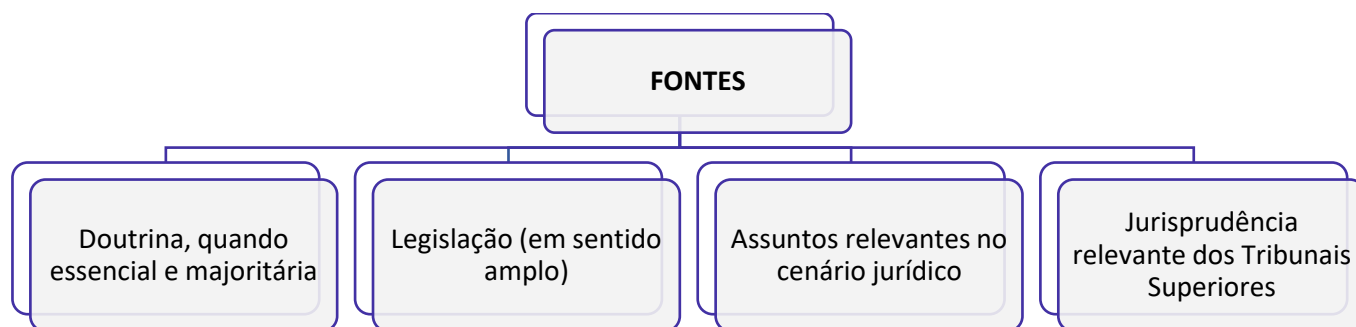 FONTES
Doutrina, quando
essencial e majoritária
Legislação (em sentido
amplo)
Assuntos relevantes no
cenário jurídico
Jurisprudência
relevante dos Tribunais
Superiores